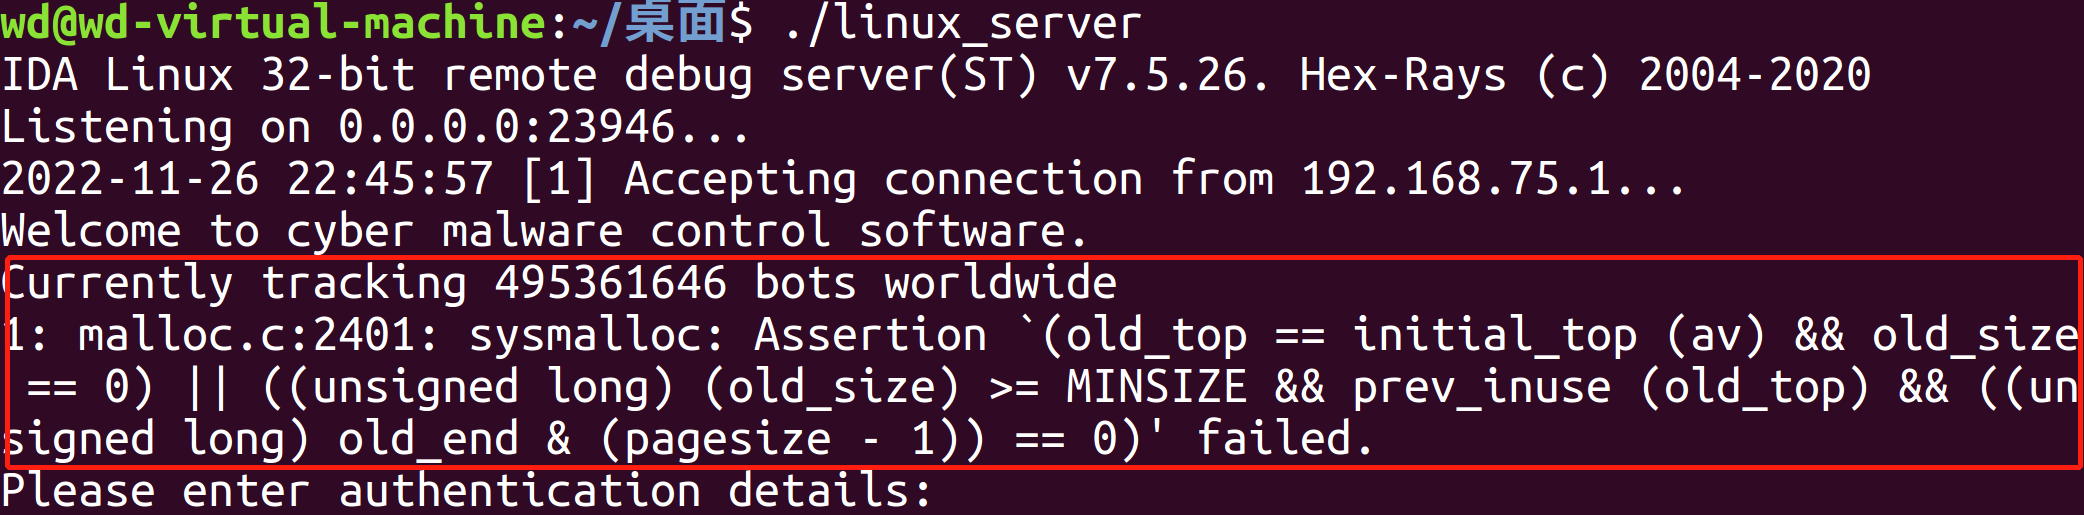 wd@wd-virtual-machine:~/桌面$ ./linux_server
IDA Linux 32-bit remote debug server(ST) v7.5.26. Hex-Rays (c) 2004-2020
Listening on 0.0.0.0:23946...
2022-11-26 22:45:57 [1] Accepting connection from 192.168.75.1...
Welcome to cyber malware control software.
Currently tracking 495361646 bots worldwide
1: malloc.c:2401: sysmalloc: Assertion `(old_top == initial_top (av) && old_size
 == 0) || ((unsigned long) (old_size) >= MINSIZE && prev_inuse (old_top) && ((un
signed long) old_end & (pagesize - 1)) == 0)' failed.
Please enter authentication details: